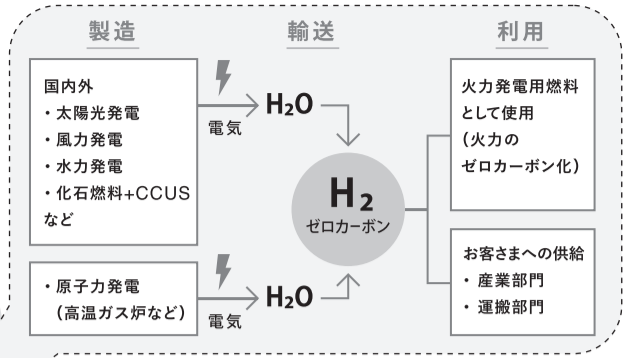 製造
輸送
利用
国内外
・太陽光発電
・風力発電
・水力発電
・化石燃料+CCUS
など
電気
H₂O
・原子力発電
（高温ガス炉など）
電気
H₂O
H₂
ゼロカーボン
火力発電用燃料
として使用
（火力の
ゼロカーボン化）
お客さまへの供給
・産業部門
・運搬部門